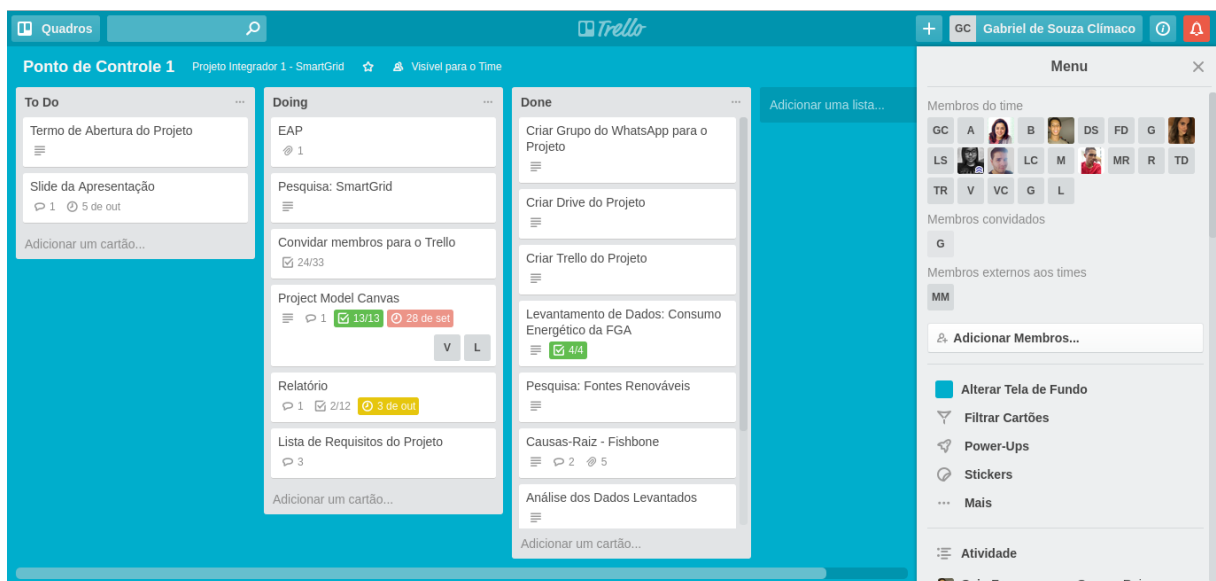 Quadros
Trello
GC Gabriel de Souza Clímaco
Ponto de Controle 1 Projeto Integrador 1 - SmartGrid Visível para o Time
To Do
Termo de Abertura do Projeto
Slide da Apresentação
1 5 de out
Adicionar um cartão...
Doing
EAP
1
Pesquisa: SmartGrid
Convidar membros para o Trello
24/33
Project Model Canvas
1 13/13 28 de set
V L
Relatório
1 2/12 3 de out
Lista de Requisitos do Projeto
3
Adicionar um cartão...
Done
Criar Grupo do WhatsApp para o
Projeto
Criar Drive do Projeto
Criar Trello do Projeto
Levantamento de Dados: Consumo
Energético da FGA
4/4
Pesquisa: Fontes Renováveis
Causas-Raiz - Fishbone
2 5
Análise dos Dados Levantados
Adicionar um cartão...
Adicionar uma lista...
Menu
Membros do time
GC A B DS FD G
LS LC M MR R TD
TR V VC G L
Membros convidados
G
Membros externos aos times
MM
Adicionar Membros...
Alterar Tela de Fundo
Filtrar Cartões
Power-Ups
Stickers
Mais
Atividade